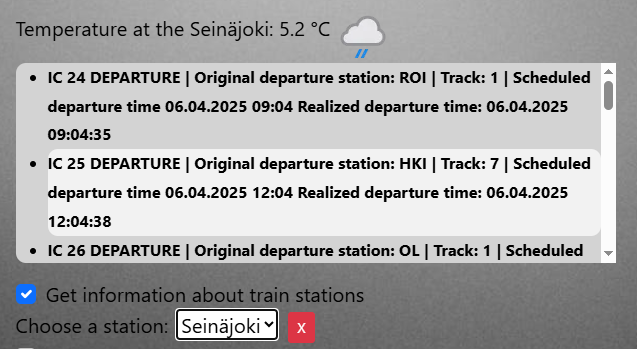 Temperature at the Seinäjoki: 5.2 °C
IC 24 DEPARTURE | Original departure station: ROI | Track: 1 | Scheduled
departure time 06.04.2025 09:04 Realized departure time: 06.04.2025
09:04:35
IC 25 DEPARTURE | Original departure station: HKI | Track: 7 | Scheduled
departure time 06.04.2025 12:04 Realized departure time: 06.04.2025
12:04:38
IC 26 DEPARTURE | Original departure station: OL | Track: 1 | Scheduled
Get information about train stations
Choose a station: Seinäjoki x